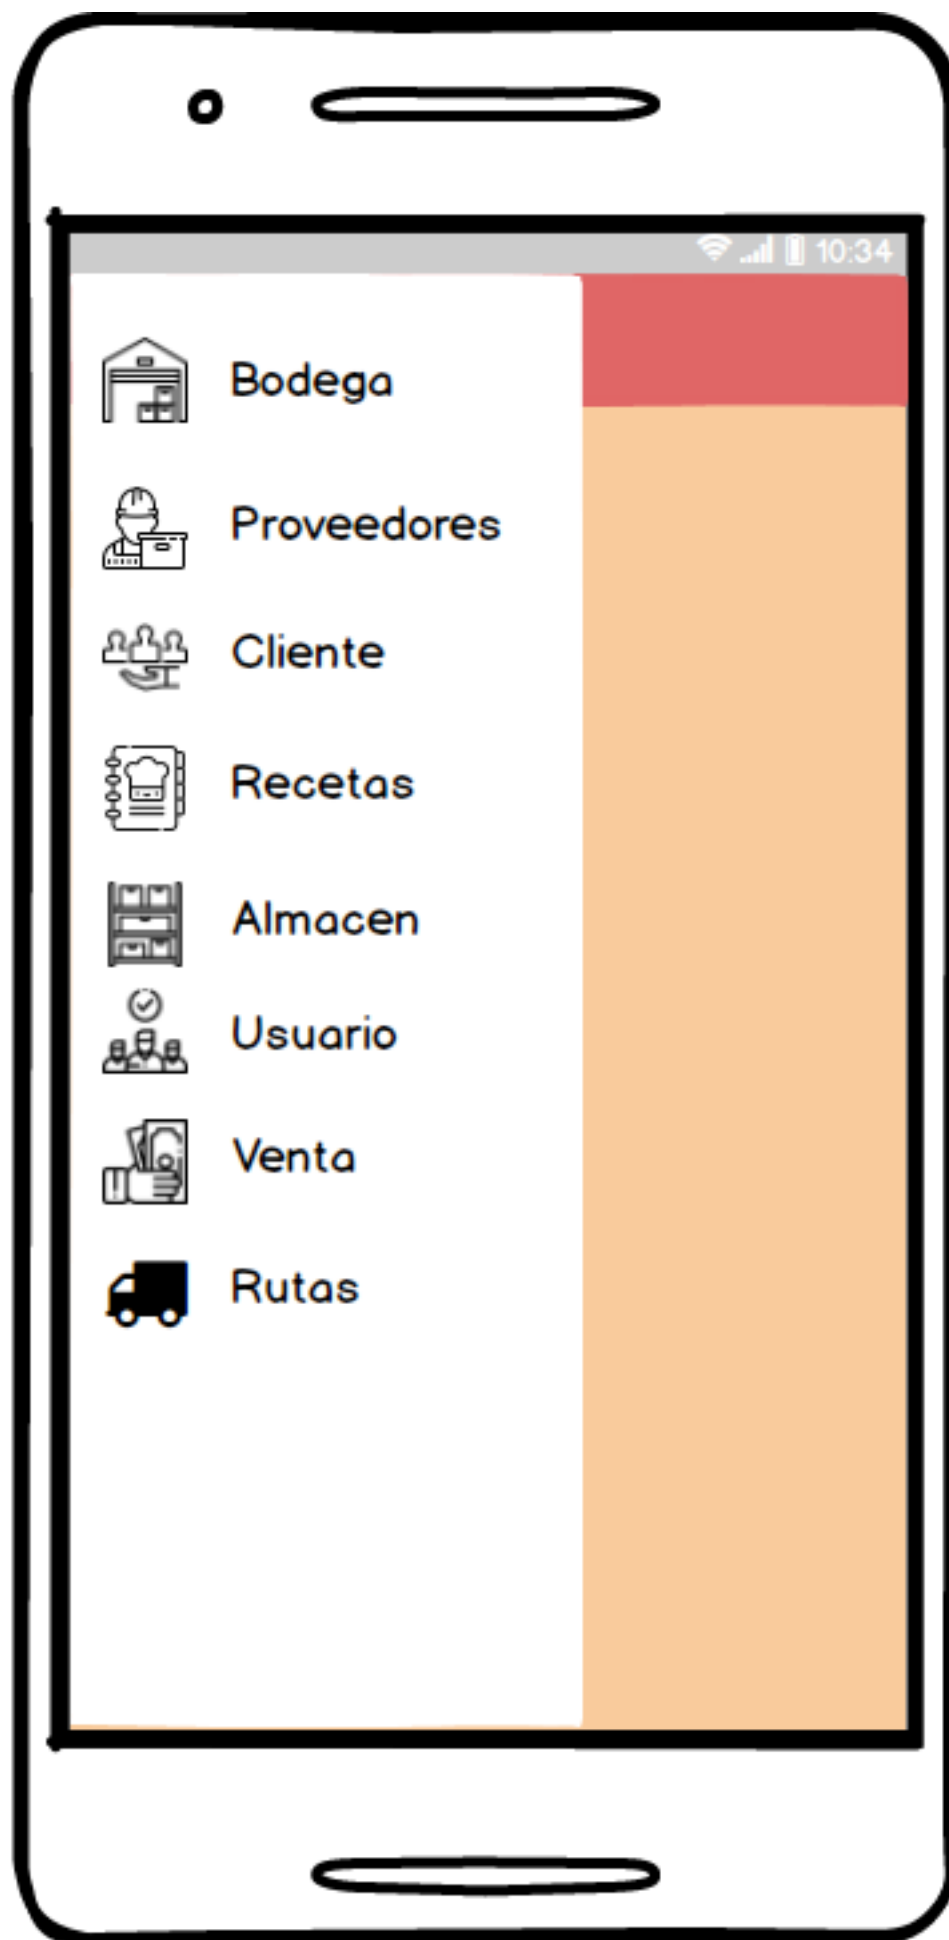 10:34
Bodega
Proveedores
Cliente
Recetas
Almacen
Usuario
Venta
Rutas